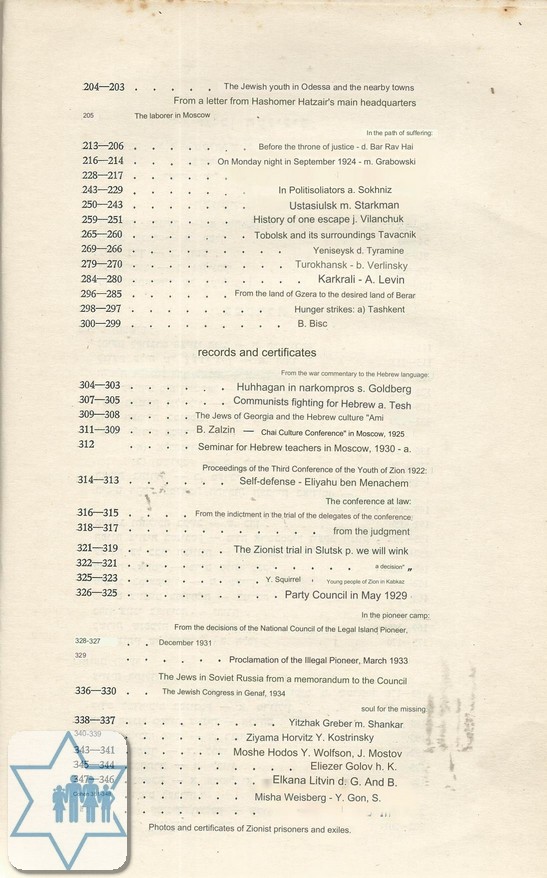 204—203 . . . . . The Jewish youth in Odessa and the nearby towns
From a letter from Hashomer Hatzair's main headquarters
205 The laborer in Moscow
In the path of suffering:
213—206 . . . . . . . Before the throne of justice - d. Bar Rav Hai
216—214 . . . . . On Monday night in September 1924 - m. Grabowski
228—217 . . . . . .
243—229 . . . . . . . In Politisoliators a. Sokhniz
250—243 . . . . . . . Ustasiulsk m. Starkman
259—251 . . . . . . History of one escape j. Vilanchuk
265—260 . . . . . . . Tobolsk and its surroundings Tavacnik
269—266 . . . . . . . . . Yeniseysk d. Tyramine
279—270 . . . . . . . . Turokhansk - b. Verlinsky
284—280 . . . . . . . . . . Karkrali - A. Levin
296—285 . . . . . . From the land of Gzera to the desired land of Berar
298—297 . . . . . . . . Hunger strikes: a) Tashkent
300—299 . . . . . . . . B. Bisc
records and certificates
From the war commentary to the Hebrew language:
304—303 . . . . . . Huhhagan in narkompros s. Goldberg
307—305 . . . . . . Communists fighting for Hebrew a. Tesh
309—308 . . . . The Jews of Georgia and the Hebrew culture "Ami
311—309 . . . . B. Zalzin — Chai Culture Conference" in Moscow, 1925
312 . . . . Seminar for Hebrew teachers in Moscow, 1930 - a.
Proceedings of the Third Conference of the Youth of Zion 1922:
314—313 . . . . . . Self-defense - Eliyahu ben Menachem
The conference at law:
316—315 . . . . From the indictment in the trial of the delegates of the conference
318—317 . . . . . . . . . . from the judgment
321—319 . . . . . . The Zionist trial in Slutsk p. we will wink
322—321 . . . . . . . . . . . a decision" „
325—323 . . . . . . Y. Squirrel , Young people of Zion in Kabkaz
326—325 . . . . . . . . Party Council in May 1929
In the pioneer camp:
From the decisions of the National Council of the Legal Island Pioneer,
328-327 . . December 1931
329 . . . . . . Proclamation of the Illegal Pioneer, March 1933
The Jews in Soviet Russia from a memorandum to the Council
336—330 . . The Jewish Congress in Genaf, 1934
soul for the missing
338—337 . . . . . . . . Yitzhak Greber m. Shankar
340-339 . . . . . . Ziyama Horvitz Y. Kostrinsky
343—341 . . . . . . Moshe Hodos Y. Wolfson, J. Mostov
345—344 . . . . . . . . Eliezer Golov h. K.
347—346 . . . . . . . Elkana Litvin d. G. And B.
Misha Weisberg - Y. Gon, S.
Photos and certificates of Zionist prisoners and exiles.